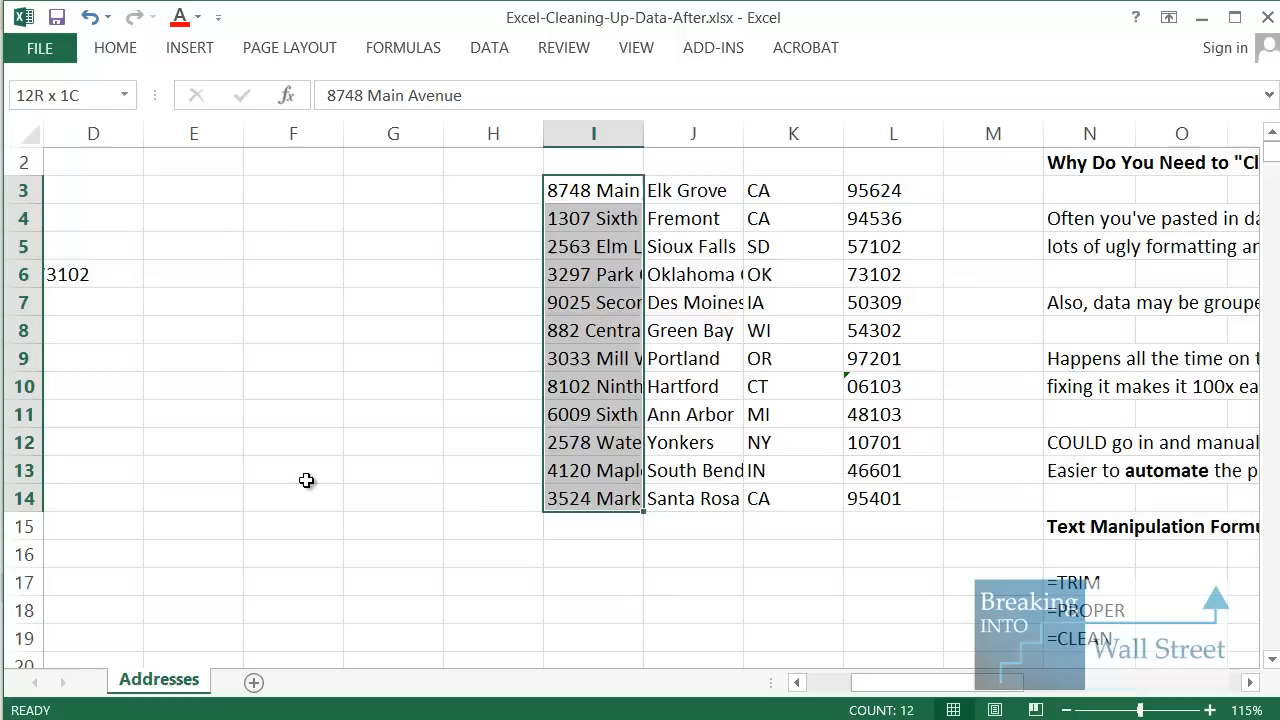 Excel-Cleaning-Up-Data-After.xlsx - Excel
?
FILE HOME INSERT PAGE LAYOUT FORMULAS DATA REVIEW VIEW ADD-INS ACROBAT Sign in
12R x 1C fx 8748 Main Avenue
D E F G H I J K L M N O
2 Why Do You Need to "Cl
3 8748 Main Elk Grove CA 95624
4 1307 Sixth Fremont CA 94536 Often you've pasted in da
5 2563 Elm L Sioux Falls SD 57102 lots of ugly formatting an
6 73102 3297 Park Oklahoma OK 73102
7 9025 Secon Des Moines IA 50309 Also, data may be groupe
8 882 Centra Green Bay WI 54302
9 3033 Mill W Portland OR 97201 Happens all the time on t
10 8102 Ninth Hartford CT 06103 fixing it makes it 100x ea
11 6009 Sixth Ann Arbor MI 48103
12 2578 Wate Yonkers NY 10701 COULD go in and manual
13 4120 Maple South Bend IN 46601 Easier to automate the p
14 3524 Mark Santa Rosa CA 95401
15 Text Manipulation Formu
16
17 =TRIM
18 =PROPER
19 =CLEAN
20
Breaking
INTO
Wall Street
Addresses
READY COUNT: 12 115%